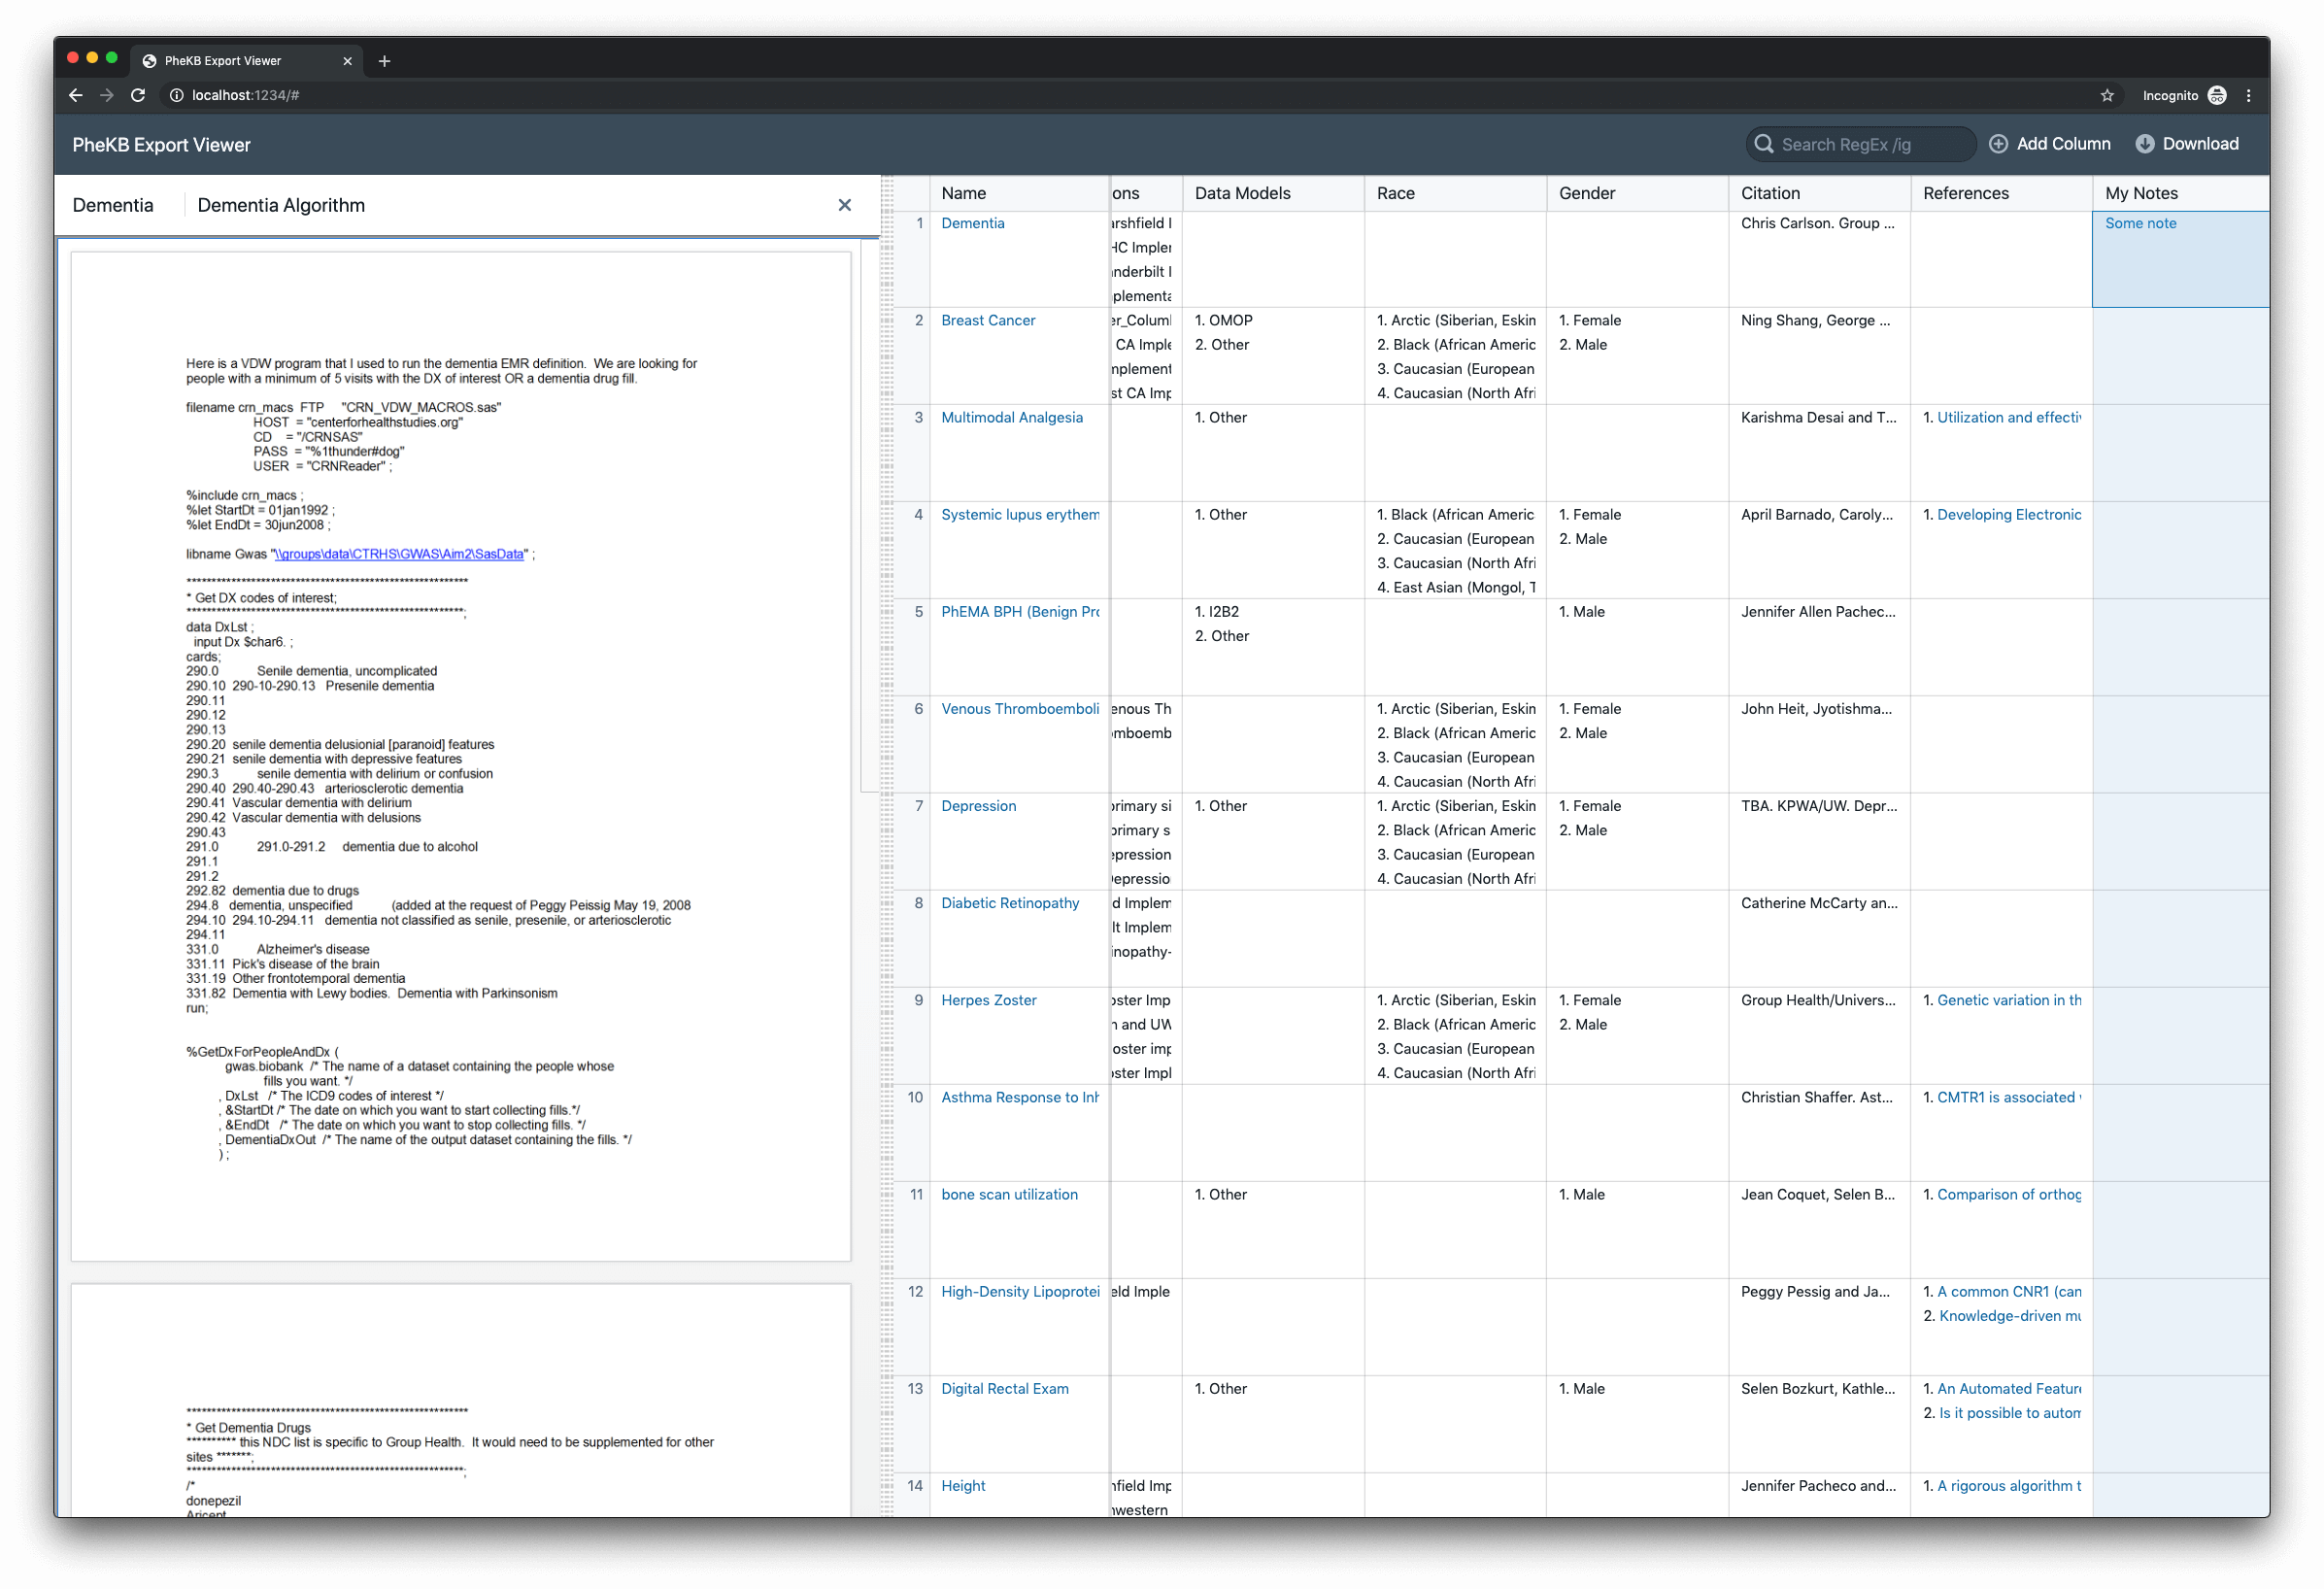 PheKB Export Viewer
localhost:1234/#
Incognito
PheKB Export Viewer
Search RegEx /ig
Add Column
Download
Dementia
Dementia Algorithm
Here is a VDW program that I used to run the dementia EMR definition. We are looking for
people with a minimum of 5 visits with the DX of interest OR a dementia drug fill.
filename crn_macs FTP "CRN_VDW_MACROS.sas"
HOST = "centerforhealthstudies.org"
CD = "/CRNSAS"
PASS = "%1thunder#dog"
USER = "CRNReader" ;
%include crn_macs ;
%let StartDt = 01jan1992 ;
%let EndDt = 30jun2008 ;
libname Gwas "\\groups\data\CTRHS\GWAS\Aim2\SasData" ;
*********************************************************
* Get DX codes of interest;
********************************************************;
data DxLst ;
input Dx $char6. ;
cards;
290.0 Senile dementia, uncomplicated
290.10 290-10-290.13 Presenile dementia
290.11
290.12
290.13
290.20 senile dementia delusionial [paranoid] features
290.21 senile dementia with depressive features
290.3 senile dementia with delirium or confusion
290.40 290.40-290.43 arteriosclerotic dementia
290.41 Vascular dementia with delirium
290.42 Vascular dementia with delusions
290.43
291.0 291.0-291.2 dementia due to alcohol
291.1
291.2
292.82 dementia due to drugs
294.8 dementia, unspecified (added at the request of Peggy Peissig May 19, 2008
294.10 294.10-294.11 dementia not classified as senile, presenile, or arteriosclerotic
294.11
331.0 Alzheimer's disease
331.11 Pick's disease of the brain
331.19 Other frontotemporal dementia
331.82 Dementia with Lewy bodies. Dementia with Parkinsonism
run;
%GetDxForPeopleAndDx (
gwas.biobank /* The name of a dataset containing the people whose
fills you want. */
, DxLst /* The ICD9 codes of interest */
, &StartDt /* The date on which you want to start collecting fills.*/
, &EndDt /* The date on which you want to stop collecting fills. */
, DementiaDxOut /* The name of the output dataset containing the fills. */
) ;
*********************************************************
* Get Dementia Drugs
********** this NDC list is specific to Group Health. It would need to be supplemented for other
sites *******;
********************************************************;
/*
donepezil
Aricept
Name ons Data Models Race Gender Citation References My Notes
1 Dementia arshfield I Chris Carlson. Group ... Some note
HC Impler
nderbilt I
plementa
2 Breast Cancer er_Columl 1. OMOP 1. Arctic (Siberian, Eskin 1. Female Ning Shang, George ...
CA Imple 2. Other 2. Black (African Americ 2. Male
mplement 3. Caucasian (European
st CA Imp 4. Caucasian (North Afri
3 Multimodal Analgesia 1. Other Karishma Desai and T... 1. Utilization and effectiv
4 Systemic lupus erythem 1. Other 1. Black (African Americ 1. Female April Barnado, Caroly... 1. Developing Electronic
2. Caucasian (European 2. Male
3. Caucasian (North Afri
4. East Asian (Mongol, T
5 PhEMA BPH (Benign Pro 1. I2B2 1. Male Jennifer Allen Pachec...
2. Other
6 Venous Thromboemboli enous Th 1. Arctic (Siberian, Eskin 1. Female John Heit, Jyotishma...
omboemb 2. Black (African Americ 2. Male
3. Caucasian (European
4. Caucasian (North Afri
7 Depression primary si 1. Other 1. Arctic (Siberian, Eskin 1. Female TBA. KPWA/UW. Depr...
primary s 2. Black (African Americ 2. Male
epression 3. Caucasian (European
epressio 4. Caucasian (North Afri
8 Diabetic Retinopathy d Implem Catherine McCarty an...
lt Implem
inopathy-
9 Herpes Zoster oster Imp 1. Arctic (Siberian, Eskin 1. Female Group Health/Univers... 1. Genetic variation in th
n and UW 2. Black (African Americ 2. Male
oster imp 3. Caucasian (European
oster Impl 4. Caucasian (North Afri
10 Asthma Response to Inh Christian Shaffer. Ast... 1. CMTR1 is associated
11 bone scan utilization 1. Other 1. Male Jean Coquet, Selen B... 1. Comparison of orthog
12 High-Density Lipoprotei eld Imple Peggy Pessig and Ja... 1. A common CNR1 (can
2. Knowledge-driven mu
13 Digital Rectal Exam 1. Other 1. Male Selen Bozkurt, Kathle... 1. An Automated Feature
2. Is it possible to autom
14 Height field Imp Jennifer Pacheco and... 1. A rigorous algorithm t
western